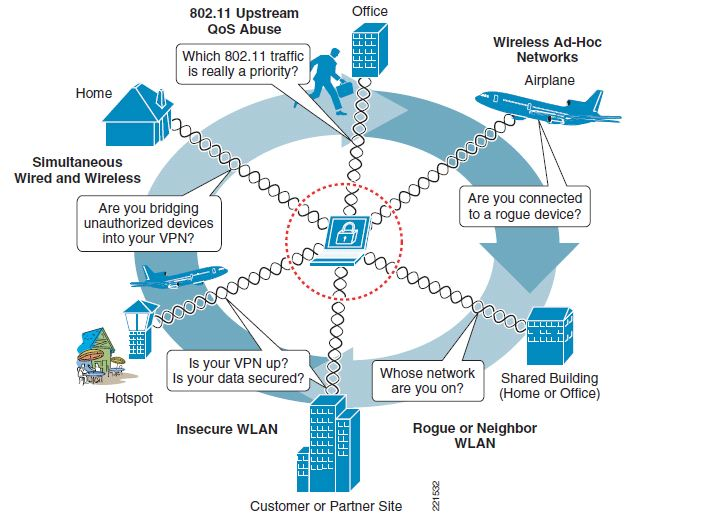 802.11 Upstream
QoS Abuse
Office
Which 802.11 traffic
is really a priority?
Wireless Ad-Hoc
Networks
Airplane
Home
Simultaneous
Wired and Wireless
Are you bridging
unauthorized devices
into your VPN?
Are you connected
to a rogue device?
Is your VPN up?
Is your data secured?
Whose network
are you on?
Shared Building
(Home or Office)
Hotspot
Insecure WLAN
Rogue or Neighbor
WLAN
Customer or Partner Site
221532